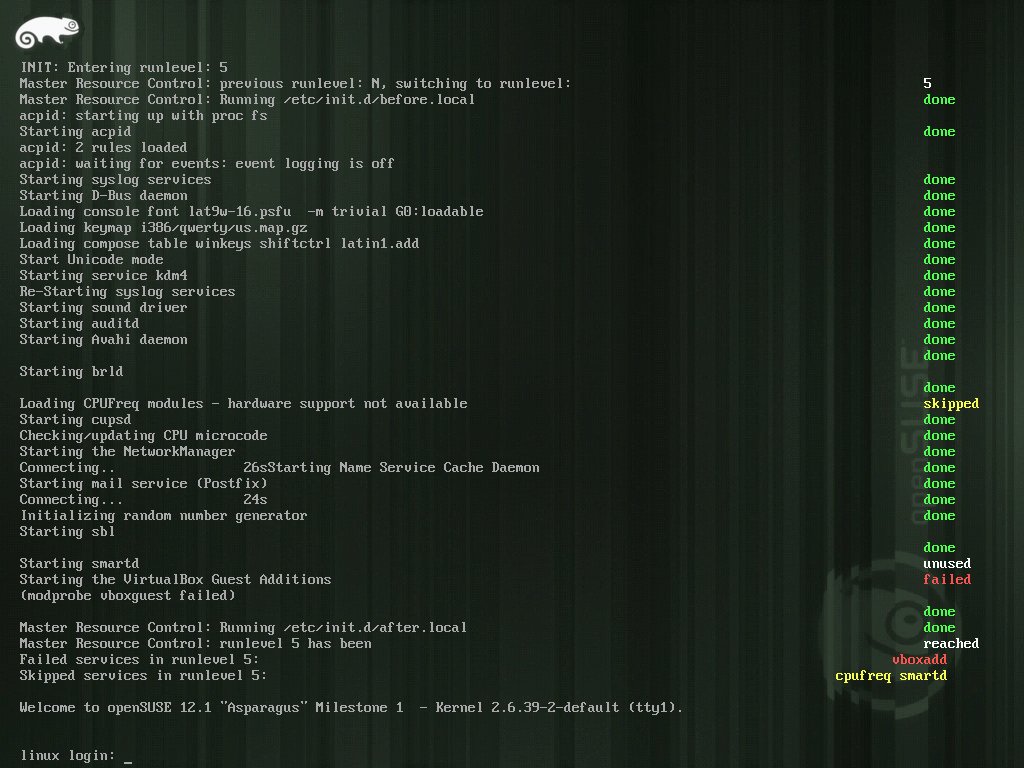 INIT: Entering runlevel: 5
Master Resource Control: previous runlevel: N, switching to runlevel: 5
Master Resource Control: Running /etc/init.d/before.local done
acpid: starting up with proc fs
Starting acpid done
acpid: 2 rules loaded
acpid: waiting for events: event logging is off
Starting syslog services done
Starting D-Bus daemon done
Loading console font lat9w-16.psfu  -m trivial G0:loadable done
Loading keymap i386/qwerty/us.map.gz done
Loading compose table winkeys shiftctrl latin1.add done
Start Unicode mode done
Starting service kdm4 done
Re-Starting syslog services done
Starting sound driver done
Starting auditd done
Starting Avahi daemon done
done
Starting brld
done
Loading CPUFreq modules - hardware support not available skipped
Starting cupsd done
Checking/updating CPU microcode done
Starting the NetworkManager done
Connecting.. 26sStarting Name Service Cache Daemon done
Starting mail service (Postfix) done
Connecting... 24s done
Initializing random number generator done
Starting sbl
done
Starting smartd unused
Starting the VirtualBox Guest Additions failed
(modprobe vboxguest failed)
done
Master Resource Control: Running /etc/init.d/after.local done
Master Resource Control: runlevel 5 has been reached
Failed services in runlevel 5: vboxadd
Skipped services in runlevel 5: cpufreq smartd
Welcome to openSUSE 12.1 "Asparagus" Milestone 1  - Kernel 2.6.39-2-default (tty1).
linux login: _
openSUSE